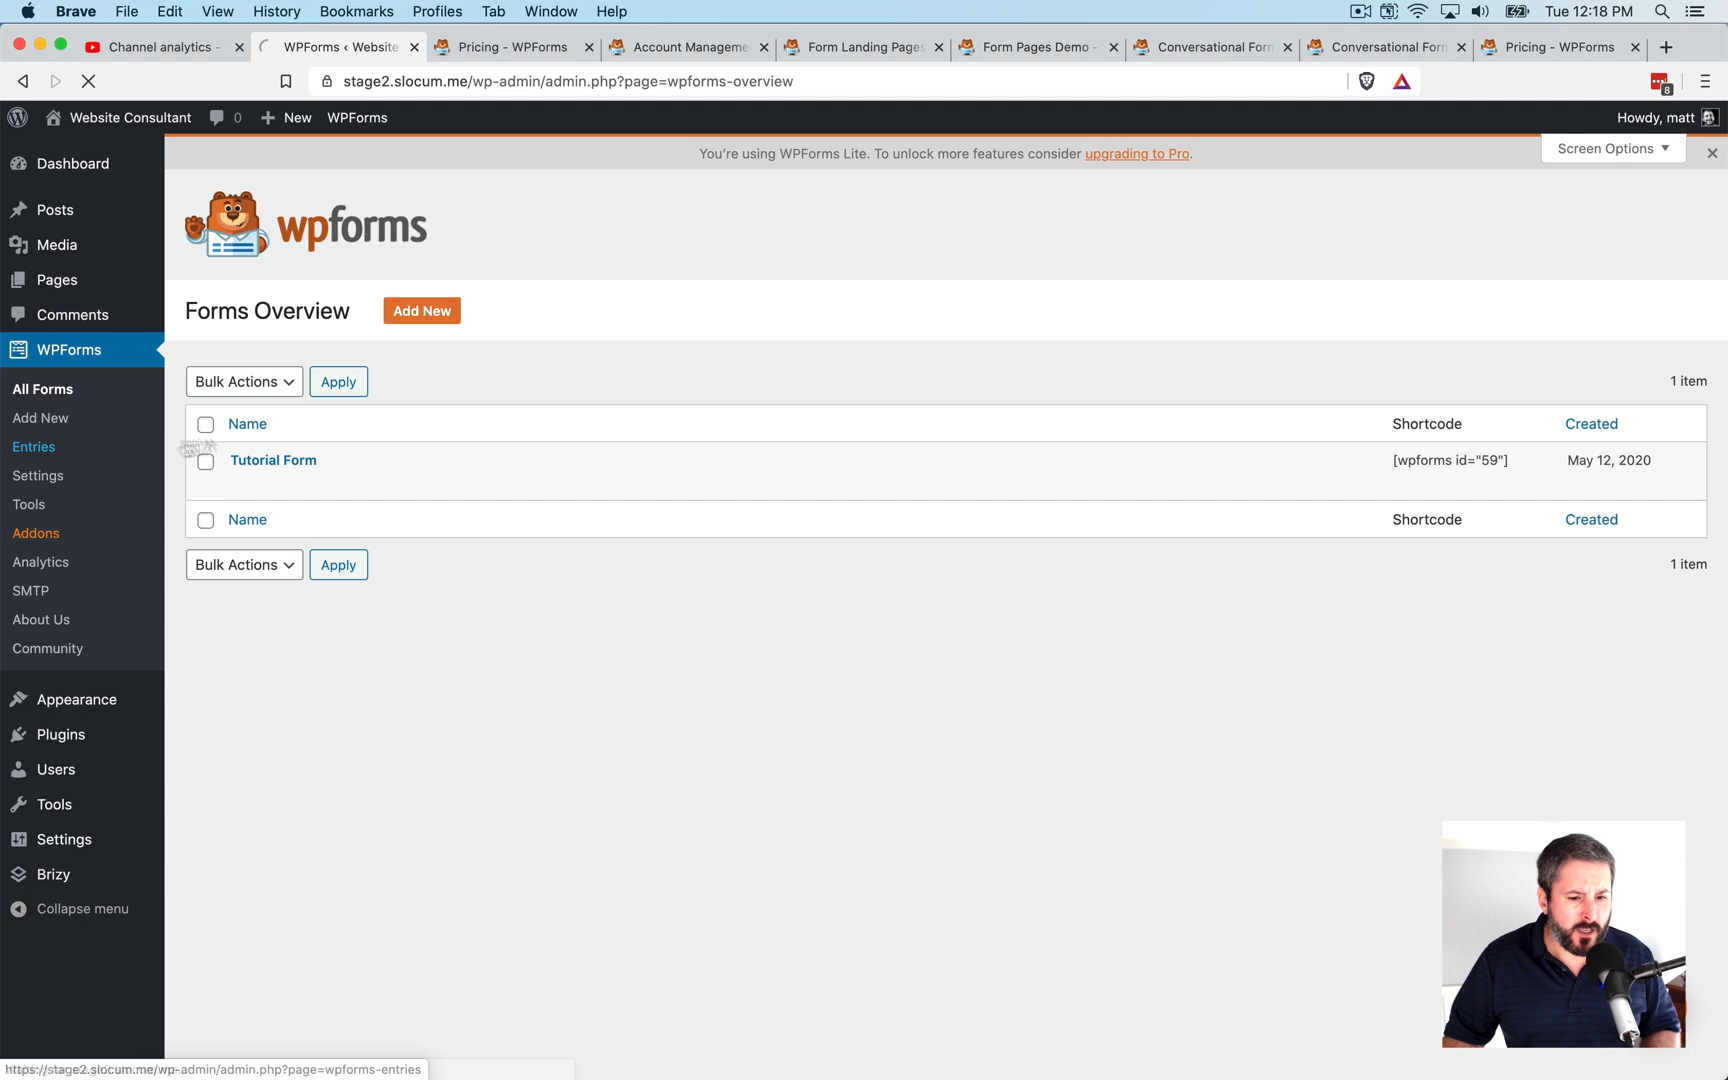 Brave File Edit View History Bookmarks Profiles Tab Window Help Tue 12:18 PM
Channel analytics - WPForms ‹ Website Pricing - WPForms Account Manageme Form Landing Pages Form Pages Demo - Conversational Form Conversational Form Pricing - WPForms
stage2.slocum.me/wp-admin/admin.php?page=wpforms-overview
8
Website Consultant 0 New WPForms Howdy, matt
You're using WPForms Lite. To unlock more features consider upgrading to Pro.
Screen Options
Dashboard
Posts
Media
Pages
Comments
WPForms
All Forms
Add New
Entries
Settings
Tools
Addons
Analytics
SMTP
About Us
Community
Appearance
Plugins
Users
Tools
Settings
Brizy
Collapse menu
wpforms
Forms Overview Add New
Bulk Actions Apply 1 item
Name Shortcode Created
Tutorial Form [wpforms id="59"] May 12, 2020
Name Shortcode Created
Bulk Actions Apply 1 item
https://stage2.slocum.me/wp-admin/admin.php?page=wpforms-entries